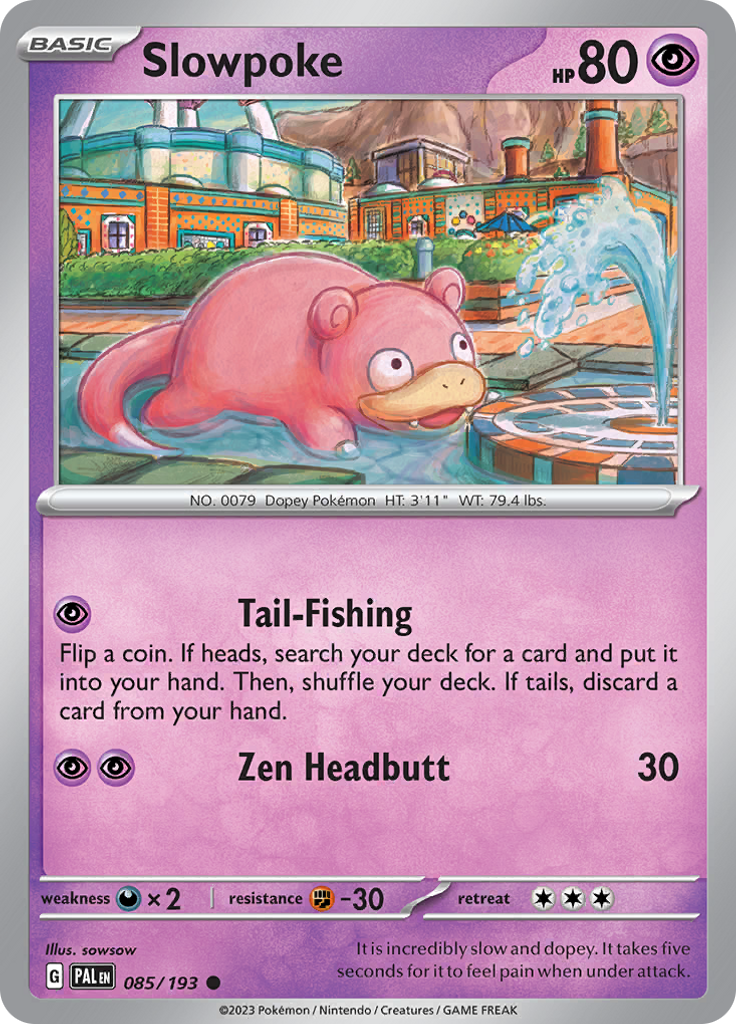 BASIC Slowpoke HP 80
NO. 0079 Dopey Pokémon HT: 3'11" WT: 79.4 lbs.
Tail-Fishing
Flip a coin. If heads, search your deck for a card and put it
into your hand. Then, shuffle your deck. If tails, discard a
card from your hand.
Zen Headbutt 30
weakness ×2 resistance -30 retreat
Illus. sowsow
It is incredibly slow and dopey. It takes five
seconds for it to feel pain when under attack.
G PAL EN 085/193
©2023 Pokémon / Nintendo / Creatures / GAME FREAK